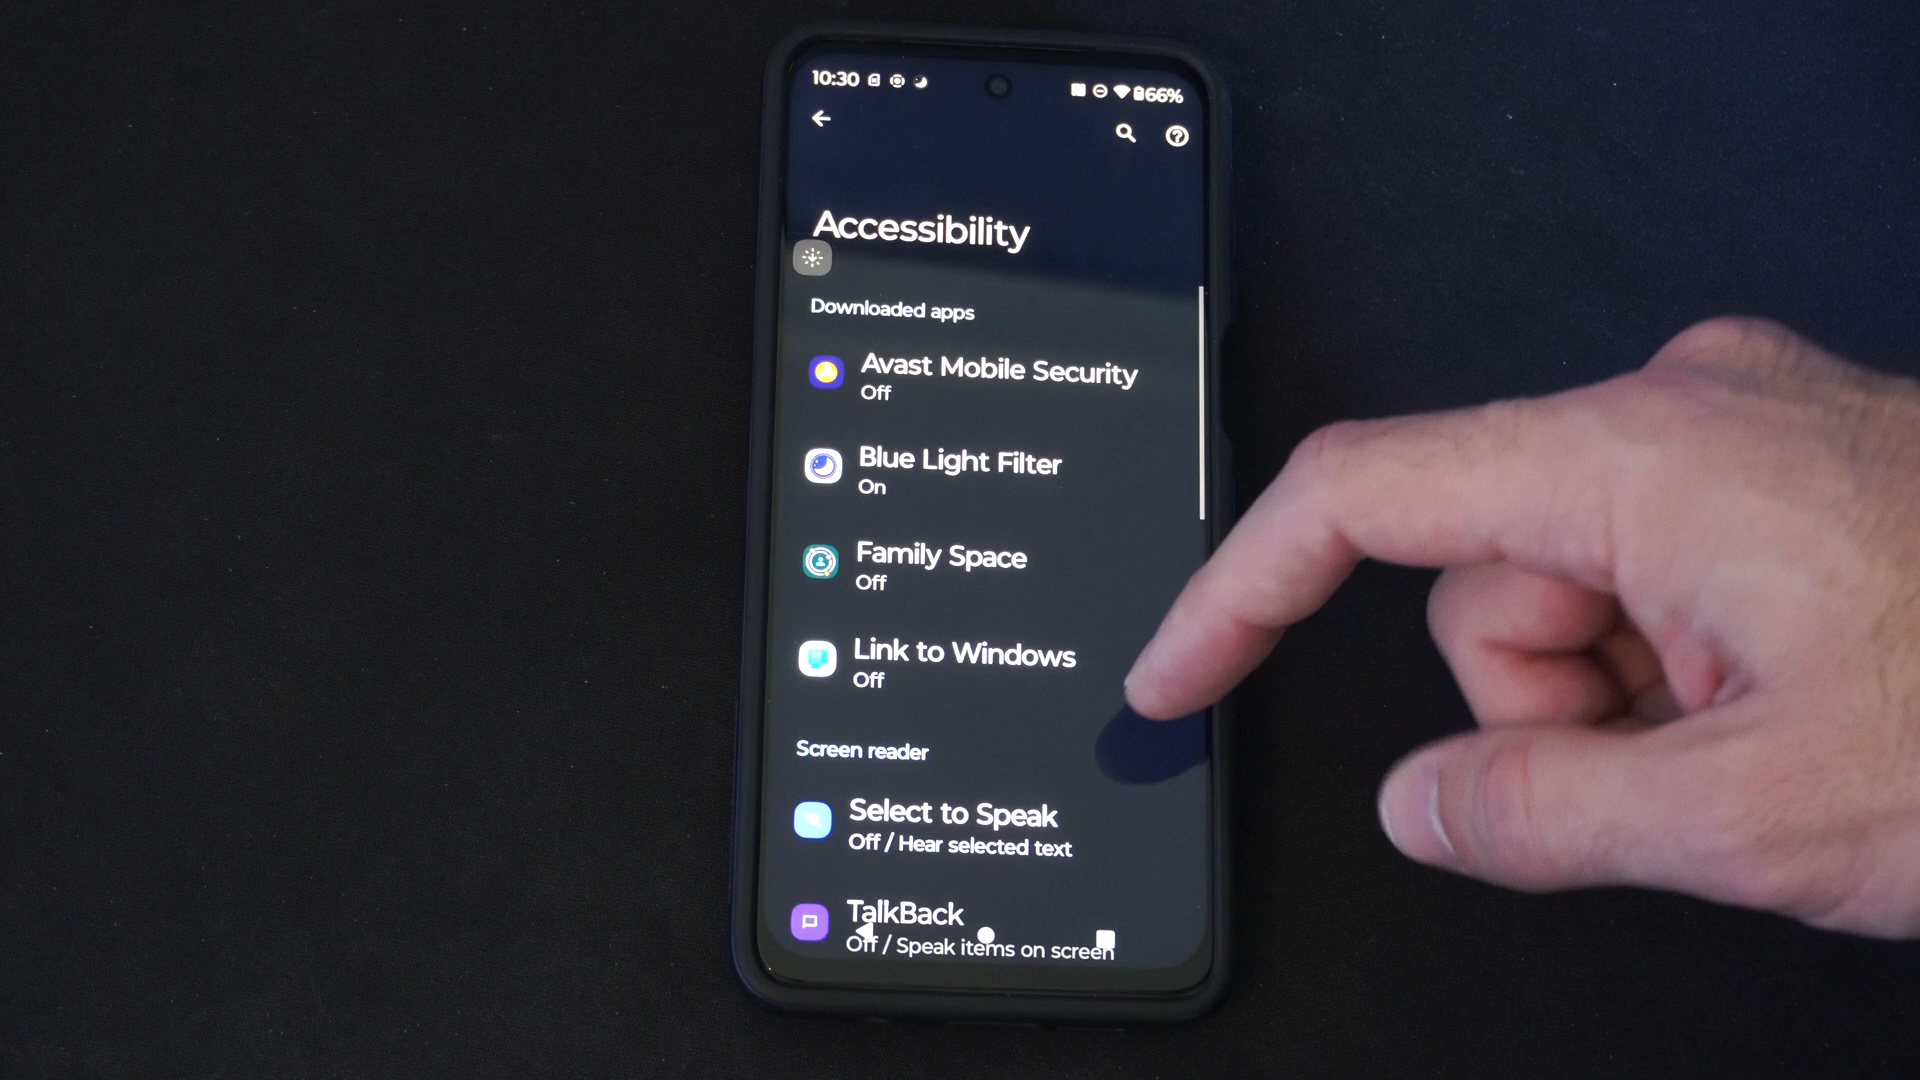 10:30
66%
Accessibility
Downloaded apps
Avast Mobile Security
Off
Blue Light Filter
On
Family Space
Off
Link to Windows
Off
Screen reader
Select to Speak
Off / Hear selected text
TalkBack
Off / Speak items on screen